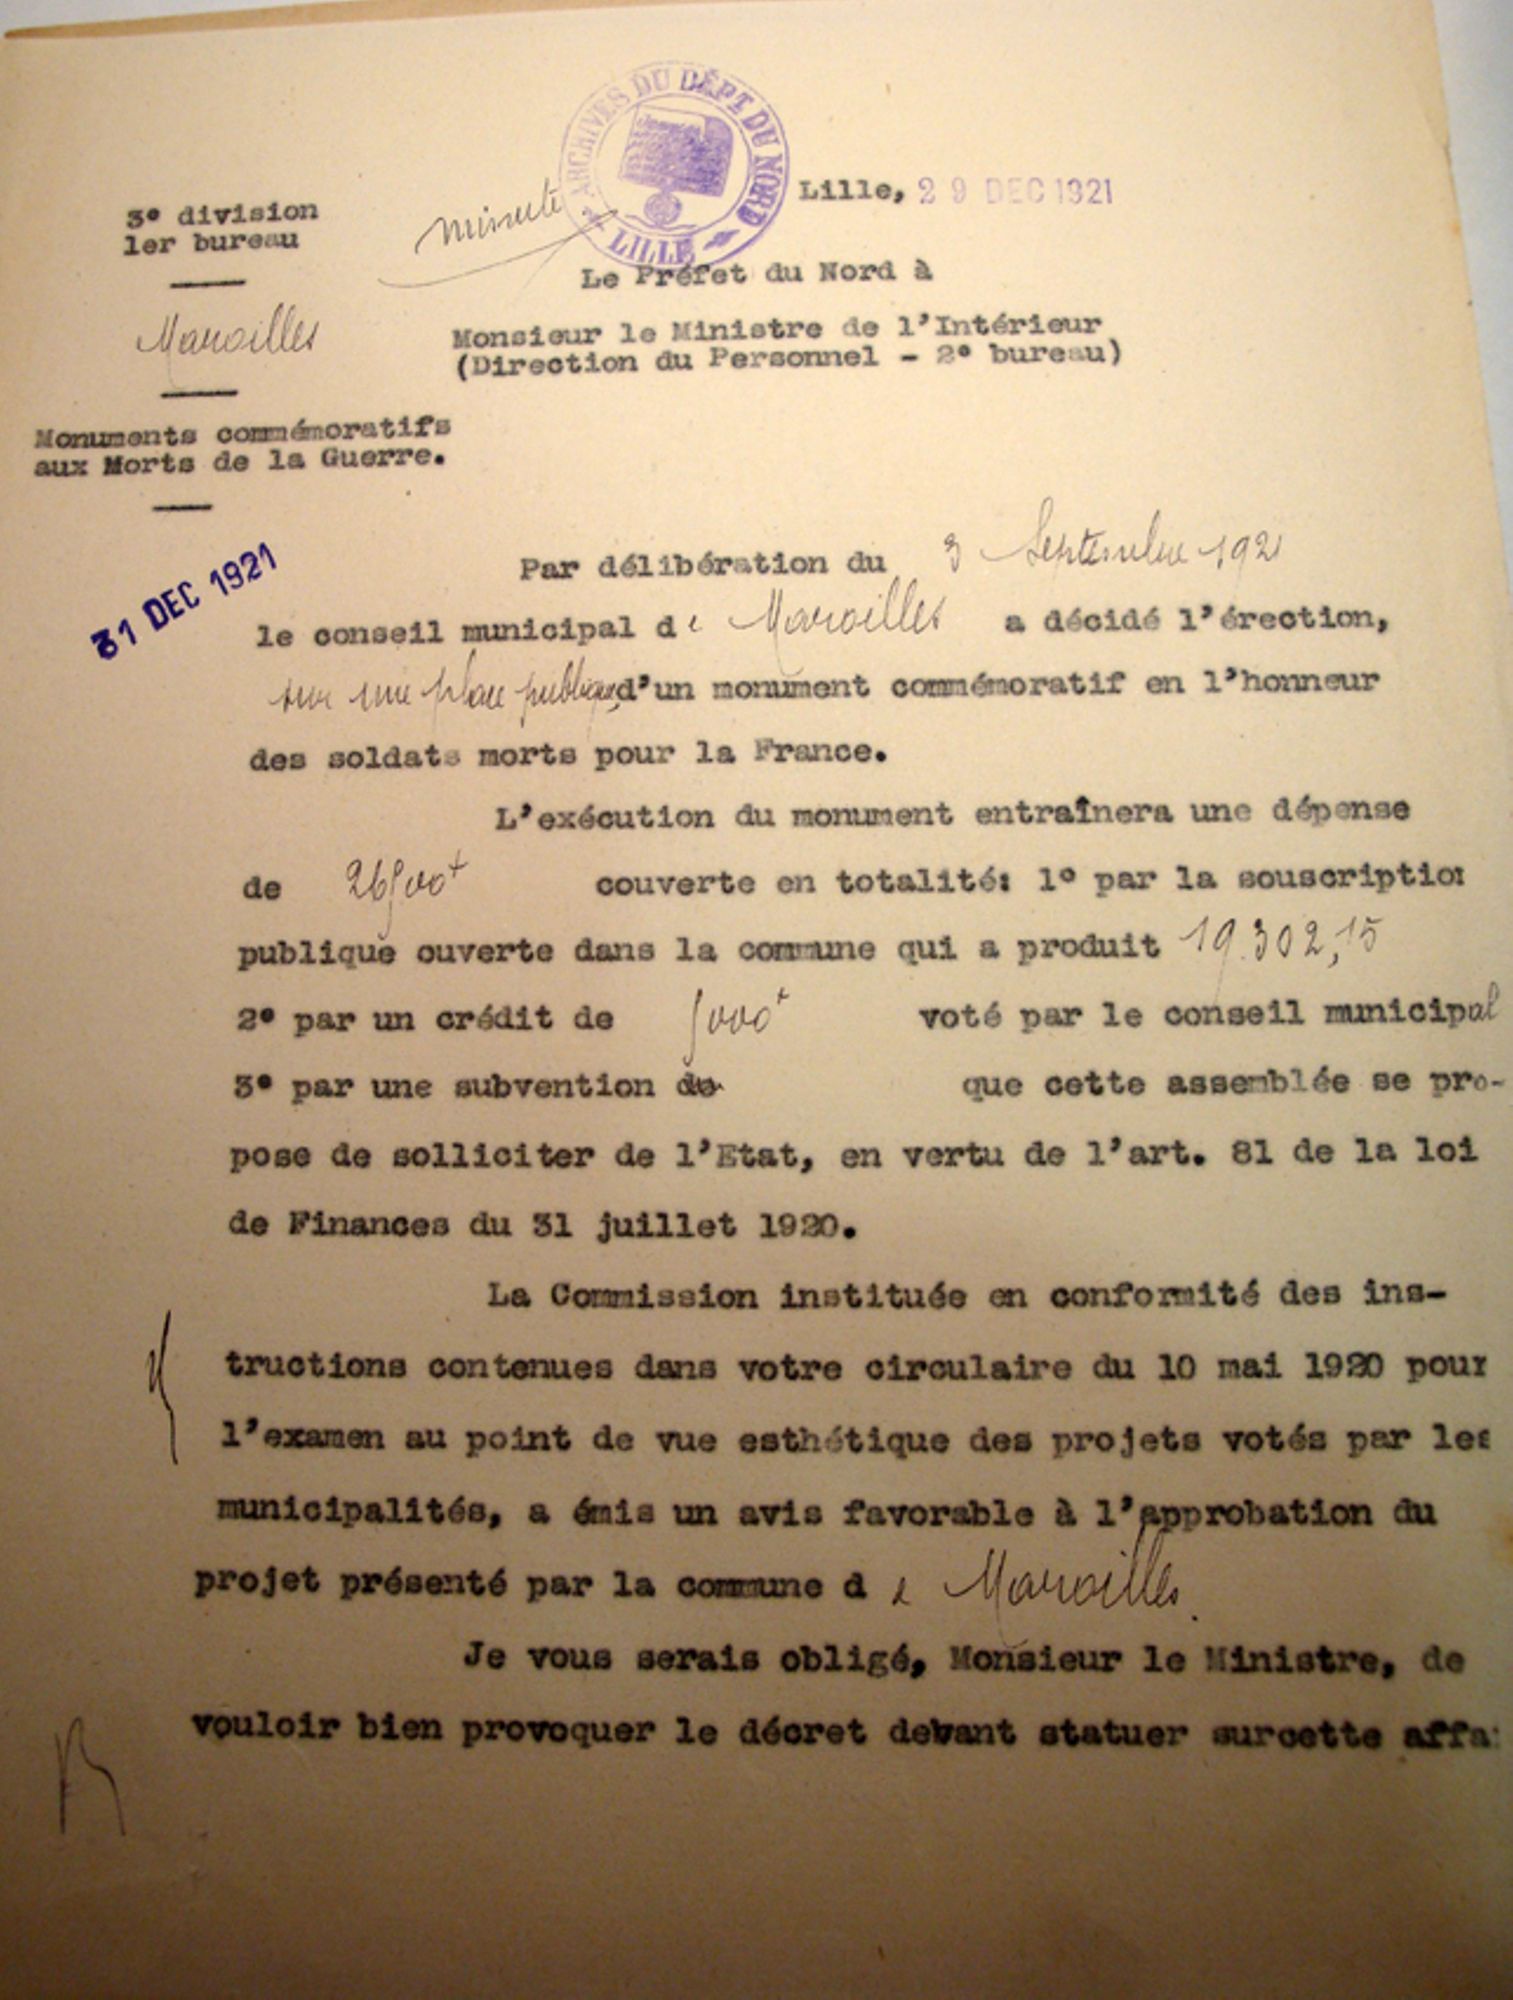 ARCHIVES DU DÉPT DU NORD
LILLE
3e division
1er bureau
minute
Lille, 29 DEC 1921
Le Préfet du Nord à
Maroilles
Monsieur le Ministre de l'Intérieur
(Direction du Personnel - 2e bureau)
Monuments commémoratifs
aux Morts de la Guerre.
31 DEC 1921
Par délibération du 3 Septembre 1921
le conseil municipal de Maroilles a décidé l'érection,
sur une place publique, d'un monument commémoratif en l'honneur
des soldats morts pour la France.
L'exécution du monument entraînera une dépense
de 26500f couverte en totalité: 1° par la souscription
publique ouverte dans la commune qui a produit 19.302,15
2° par un crédit de 5000f voté par le conseil municipal
3° par une subvention de que cette assemblée se pro-
pose de solliciter de l'Etat, en vertu de l'art. 81 de la loi
de Finances du 31 juillet 1920.
La Commission instituée en conformité des ins-
tructions contenues dans votre circulaire du 10 mai 1920 pour
l'examen au point de vue esthétique des projets votés par les
municipalités, a émis un avis favorable à l'approbation du
projet présenté par la commune de Maroilles.
Je vous serais obligé, Monsieur le Ministre, de
vouloir bien provoquer le décret devant statuer surcette affa